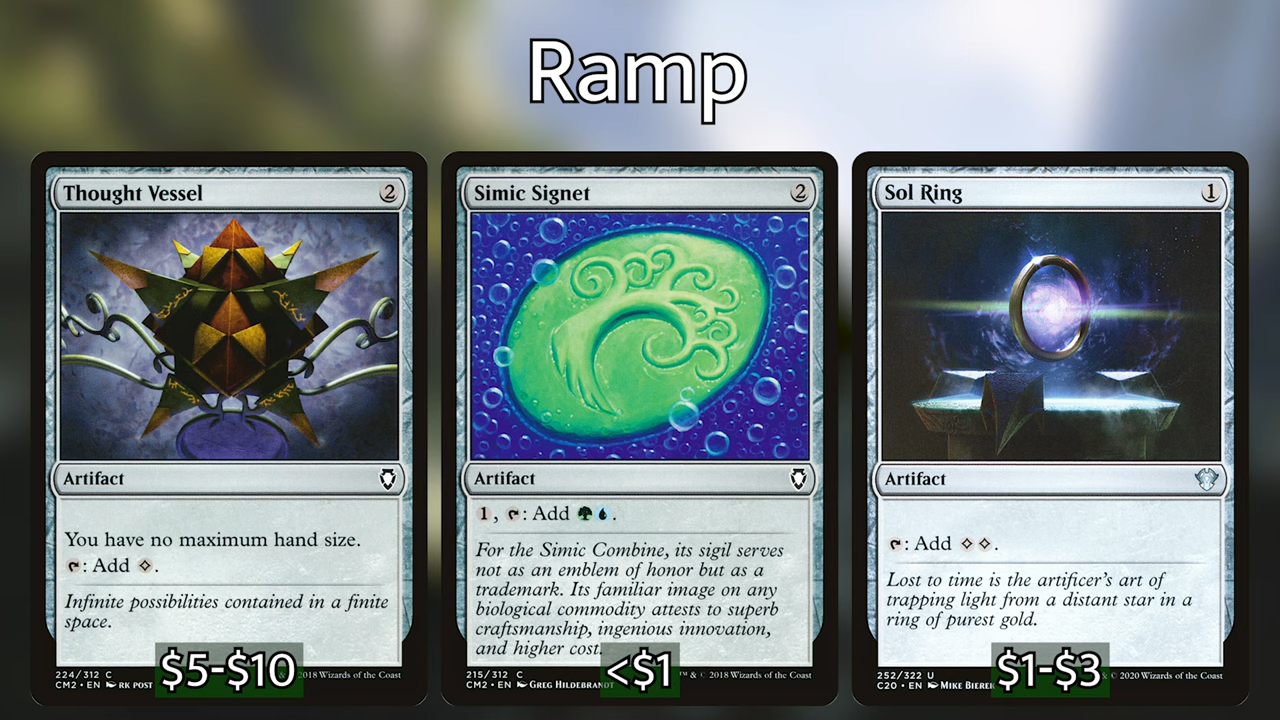 Ramp
Thought Vessel 2
Artifact
You have no maximum hand size.
: Add .
Infinite possibilities contained in a finite
space.
224/312 C
CM2 • EN RK POST 2018 Wizards of the Coast
$5-$10
Simic Signet 2
Artifact
1, : Add .
For the Simic Combine, its sigil serves
not as an emblem of honor but as a
trademark. Its familiar image on any
biological commodity attests to superb
craftsmanship, ingenious innovation,
and higher cost.
215/312 C
CM2 • EN GREG HILDEBRANDT ™ & © 2018 Wizards of the Coast
<$1
Sol Ring 1
Artifact
: Add .
Lost to time is the artificer's art of
trapping light from a distant star in a
ring of purest gold.
252/322 U
C20 • EN MIKE & © 2020 Wizards of the Coast
$1-$3